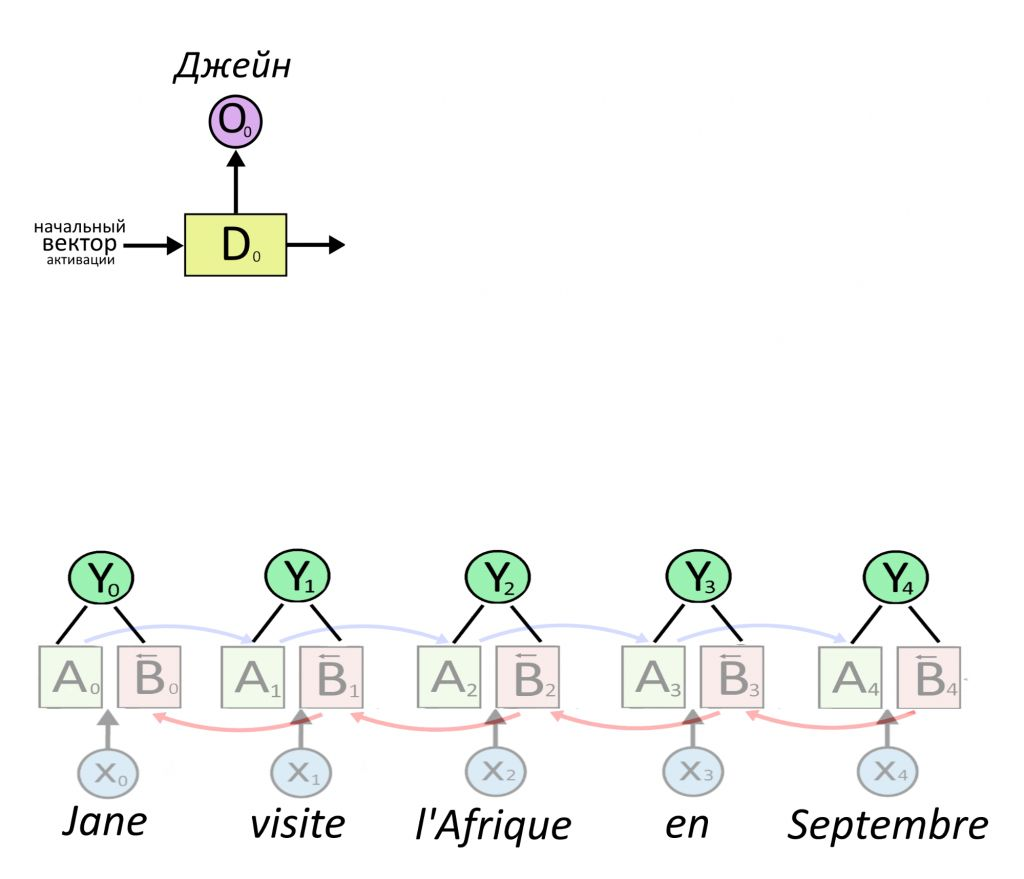 Джейн
O₀
начальный
вектор
активации
D₀
Y₀ Y₁ Y₂ Y₃ Y₄
A₀ B₀ A₁ B₁ A₂ B₂ A₃ B₃ A₄ B₄
x₀ x₁ x₂ x₃ x₄
Jane visite l'Afrique en Septembre